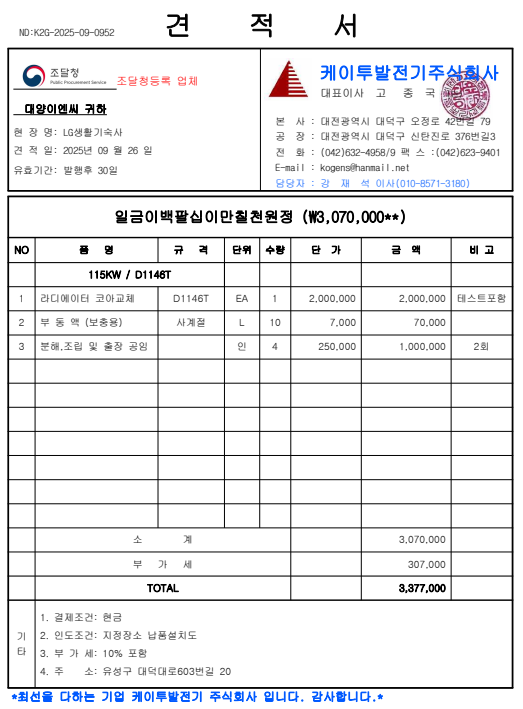 견 적 서
NO:K2G-2025-09-0952
조달청
Public Procurement Service
조달청등록 업체
대양이엔씨 귀하
현 장 명: LG생활기숙사
견 적 일: 2025년 09 월 26 일
유효기간: 발행후 30일
케이투발전기주식회사
대표이사 고 종 국
본 사 : 대전광역시 대덕구 오정로 42번길 79
공 장 : 대전광역시 대덕구 신탄진로 376번길3
전 화 : (042)632-4958/9 팩 스 :(042)623-9401
E-mail : kogens@hanmail.net
담당자 : 강 재 석 이사(010-8571-3180)
일금이백팔십이만칠천원정 (₩3,070,000**)
NO 품 명 규 격 단위 수량 단 가 금 액 비 고
115KW / D1146T
1 라디에이터 코아교체 D1146T EA 1 2,000,000 2,000,000 테스트포함
2 부 동 액 (보충용) 사계절 L 10 7,000 70,000
3 분해,조립 및 출장 공임 인 4 250,000 1,000,000 2회
소 계 3,070,000
부 가 세 307,000
TOTAL 3,377,000
기 타
1. 결제조건: 현금
2. 인도조건: 지정장소 납품설치도
3. 부 가 세: 10% 포함
4. 주 소: 유성구 대덕대로603번길 20
*최선을 다하는 기업 케이투발전기 주식회사 입니다. 감사합니다.*